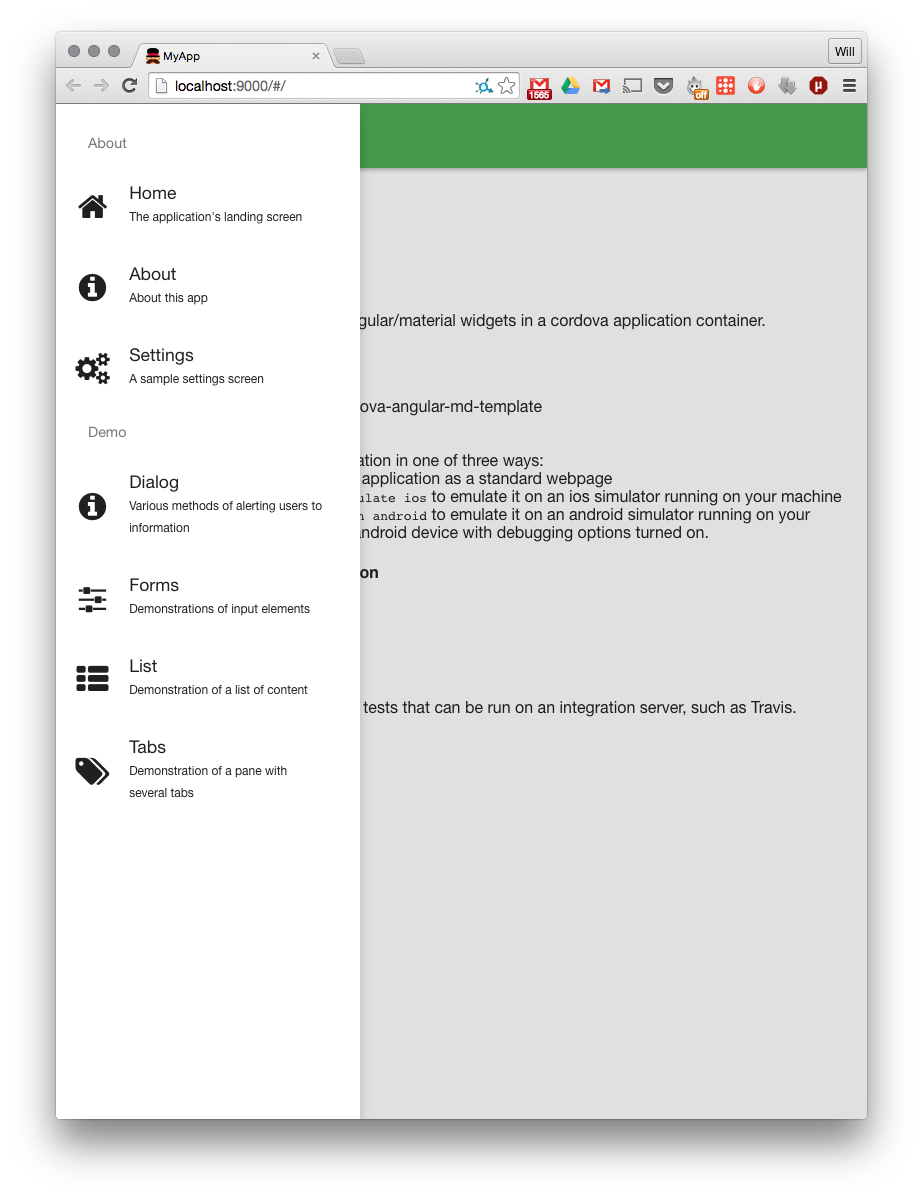 MyApp
Will
localhost:9000/#/
1565
off
About
Home
The application's landing screen
About
About this app
Settings
A sample settings screen
Demo
Dialog
Various methods of alerting users to
information
Forms
Demonstrations of input elements
List
Demonstration of a list of content
Tabs
Demonstration of a pane with
several tabs
gular/material widgets in a cordova application container.
ova-angular-md-template
ation in one of three ways:
application as a standard webpage
ulate ios to emulate it on an ios simulator running on your machine
n android to emulate it on an android simulator running on your
android device with debugging options turned on.
on
tests that can be run on an integration server, such as Travis.